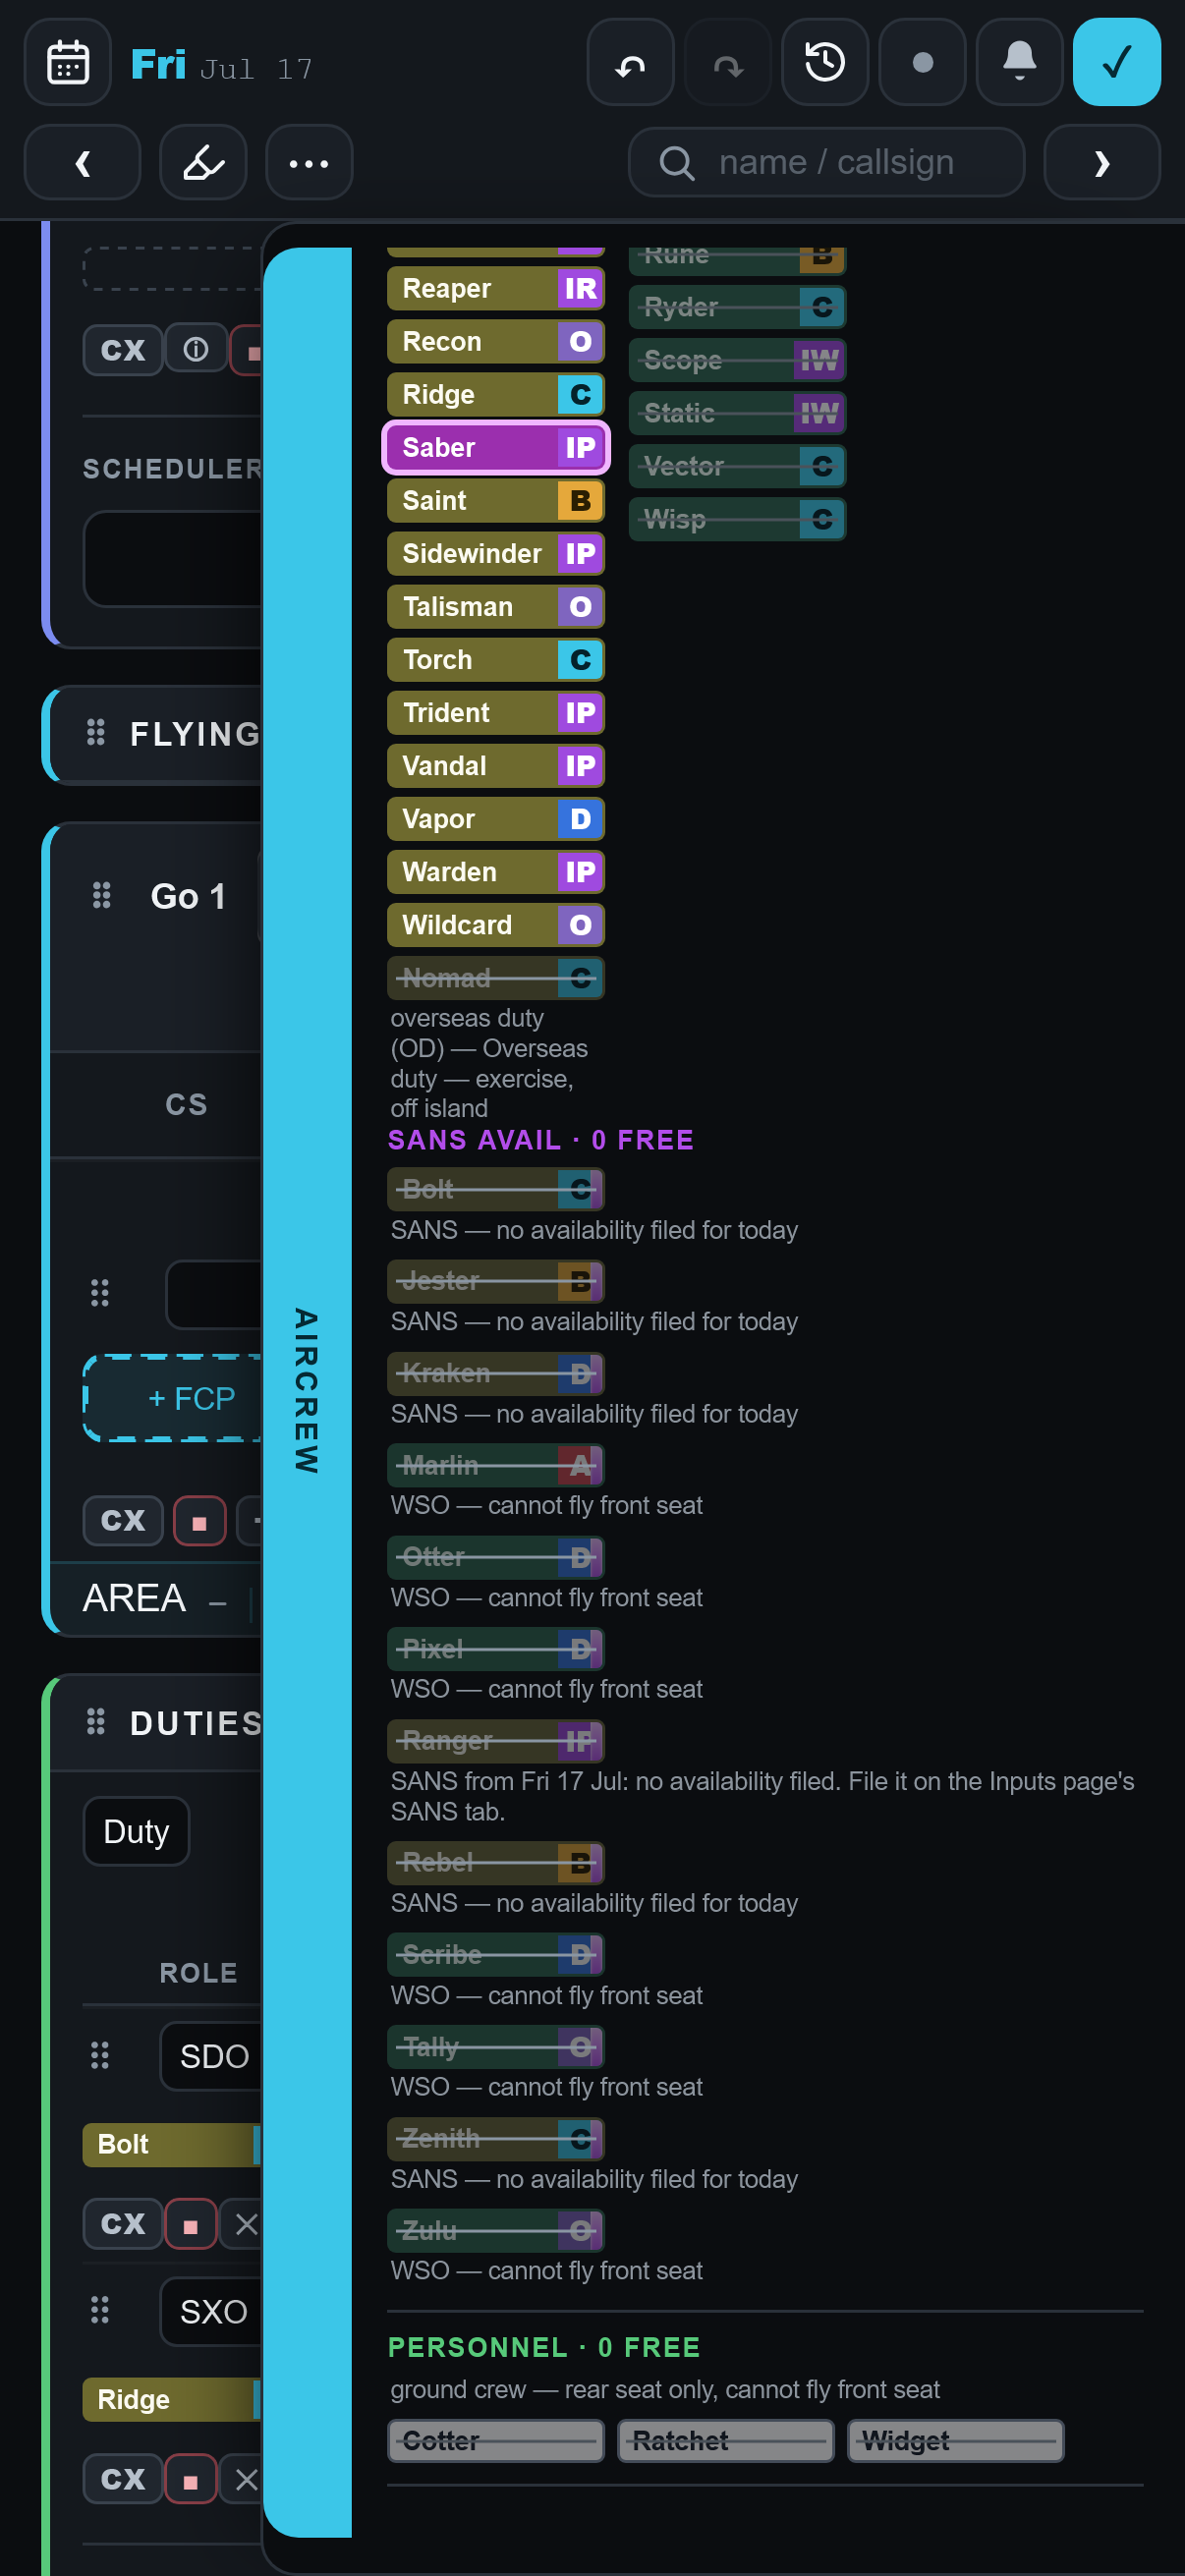 Fri Jul 17
name / callsign
CX
SCHEDULER
FLYING
Go 1
CS
+ FCP
CX
AREA –
DUTIES
Duty
ROLE
SDO
Bolt
CX
SXO
Ridge
CX
AIRCREW
Reaper IR
Recon O
Ridge C
Saber IP
Saint B
Sidewinder IP
Talisman O
Torch C
Trident IP
Vandal IP
Vapor D
Warden IP
Wildcard O
Nomad C
overseas duty
(OD) — Overseas
duty — exercise,
off island
Rune B
Ryder C
Scope IW
Static IW
Vector C
Wisp C
SANS AVAIL · 0 FREE
Bolt C
SANS — no availability filed for today
Jester B
SANS — no availability filed for today
Kraken D
SANS — no availability filed for today
Marlin A
WSO — cannot fly front seat
Otter D
WSO — cannot fly front seat
Pixel D
WSO — cannot fly front seat
Ranger IP
SANS from Fri 17 Jul: no availability filed. File it on the Inputs page's
SANS tab.
Rebel B
SANS — no availability filed for today
Scribe D
WSO — cannot fly front seat
Tally O
WSO — cannot fly front seat
Zenith C
SANS — no availability filed for today
Zulu O
WSO — cannot fly front seat
PERSONNEL · 0 FREE
ground crew — rear seat only, cannot fly front seat
Cotter Ratchet Widget